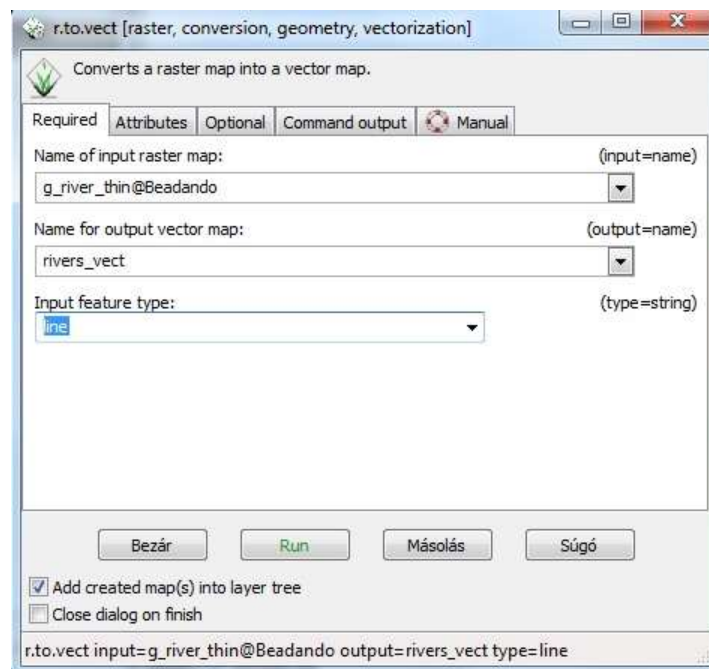 r.to.vect [raster, conversion, geometry, vectorization]
Converts a raster map into a vector map.
Required Attributes Optional Command output Manual
Name of input raster map: (input=name)
g_river_thin@Beadando
Name for output vector map: (output=name)
rivers_vect
Input feature type: (type=string)
line
Bezár Run Másolás Súgó
Add created map(s) into layer tree
Close dialog on finish
r.to.vect input=g_river_thin@Beadando output=rivers_vect type=line